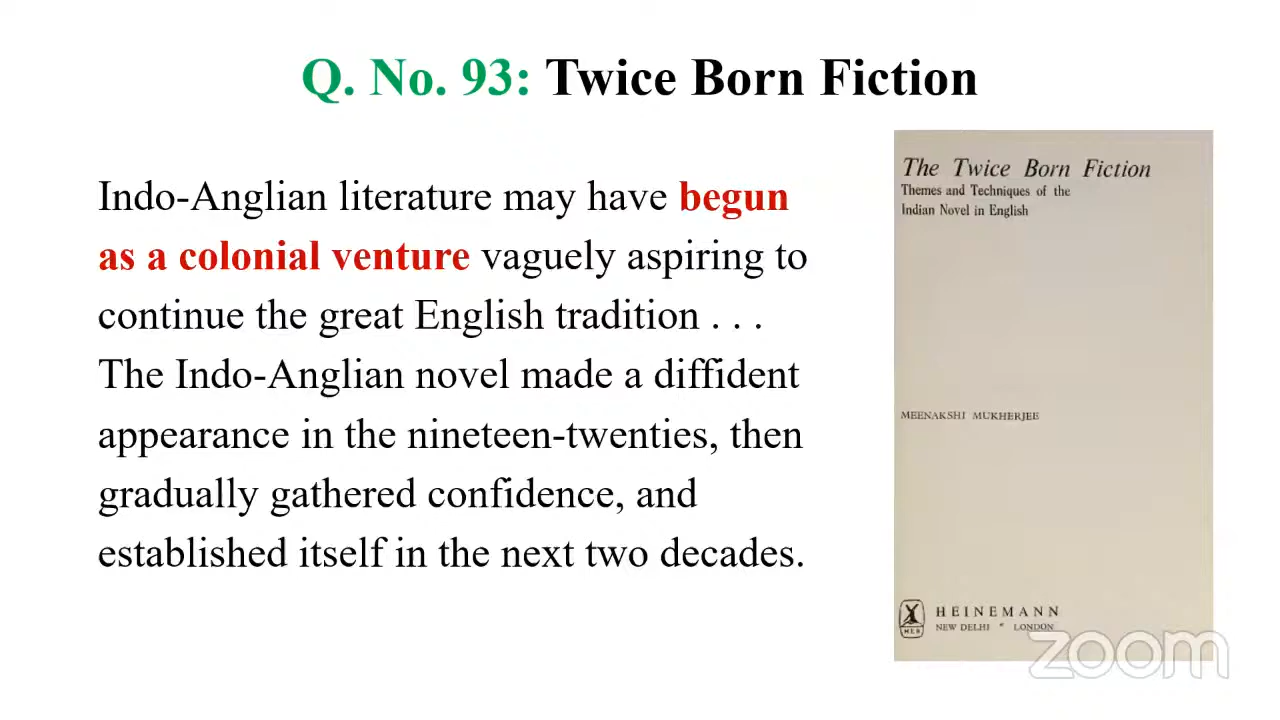 Q. No. 93: Twice Born Fiction
Indo-Anglian literature may have begun
as a colonial venture vaguely aspiring to
continue the great English tradition . . .
The Indo-Anglian novel made a diffident
appearance in the nineteen-twenties, then
gradually gathered confidence, and
established itself in the next two decades.
The Twice Born Fiction
Themes and Techniques of the
Indian Novel in English
MEENAKSHI MUKHERJEE
HEINEMANN
NEW DELHI * LONDON
HEB
zoom